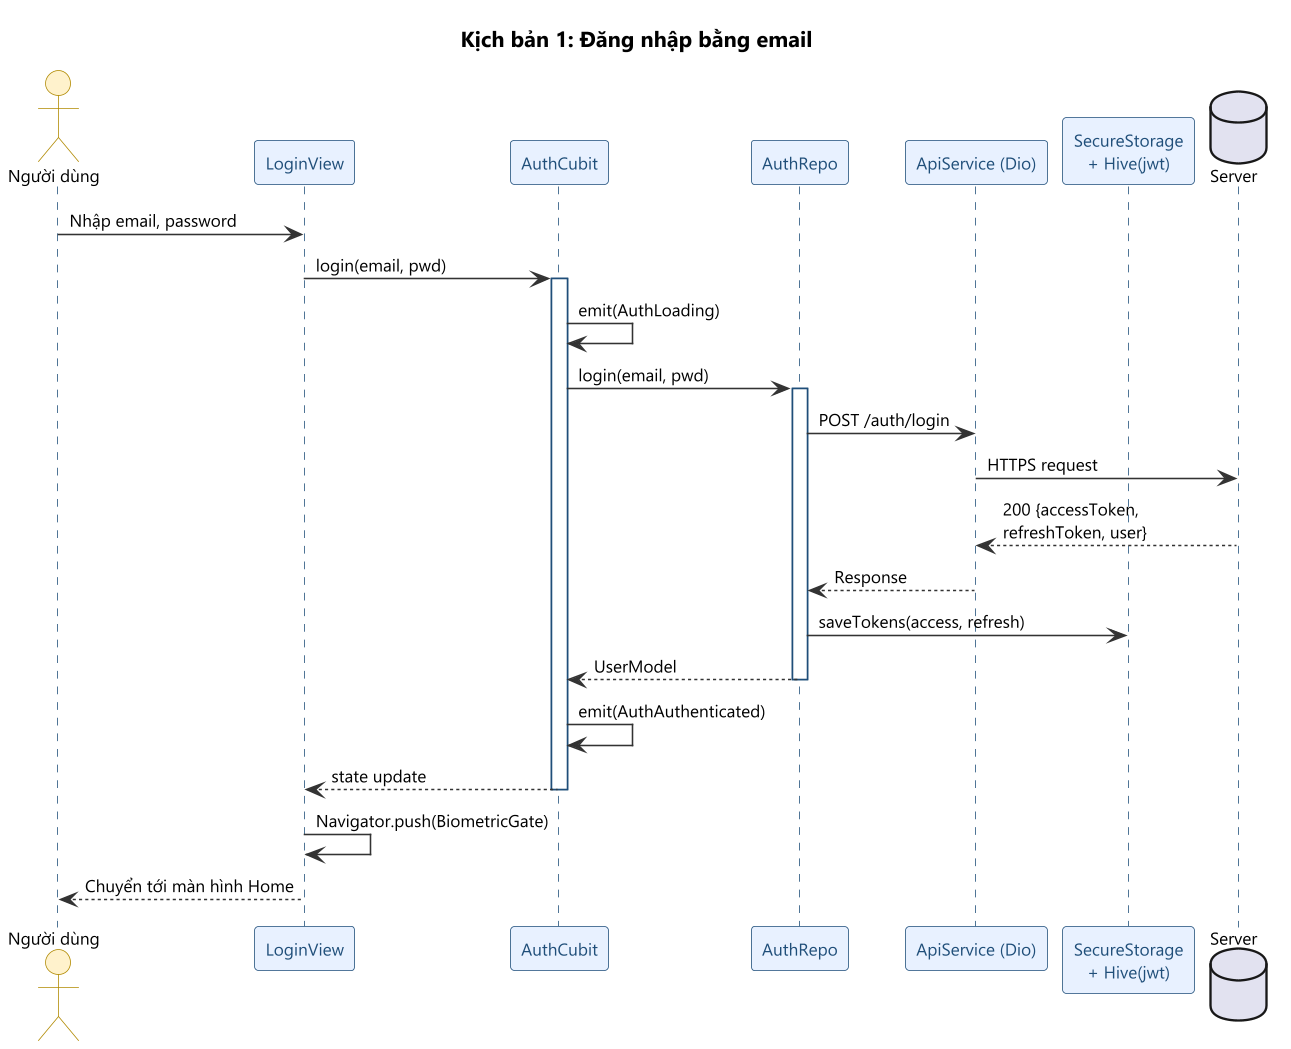 Kịch bản 1: Đăng nhập bằng email
Người dùng
LoginView
AuthCubit
AuthRepo
ApiService (Dio)
SecureStorage
+ Hive(jwt)
Server
Nhập email, password
login(email, pwd)
emit(AuthLoading)
login(email, pwd)
POST /auth/login
HTTPS request
200 {accessToken,
refreshToken, user}
Response
saveTokens(access, refresh)
UserModel
emit(AuthAuthenticated)
state update
Navigator.push(BiometricGate)
Chuyển tới màn hình Home
Người dùng
LoginView
AuthCubit
AuthRepo
ApiService (Dio)
SecureStorage
+ Hive(jwt)
Server